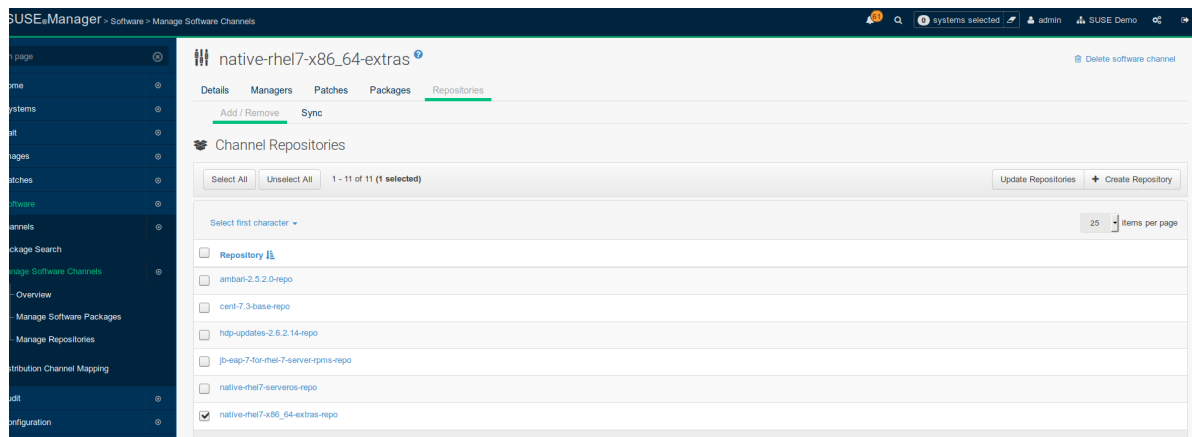 SUSE®Manager > Software > Manage Software Channels
61
0 systems selected
admin
SUSE Demo
native-rhel7-x86_64-extras
Delete software channel
Details Managers Patches Packages Repositories
Add / Remove Sync
Channel Repositories
Select All Unselect All 1 - 11 of 11 (1 selected) Update Repositories + Create Repository
Select first character 25 items per page
Repository
ambari-2.5.2.0-repo
cent-7.3-base-repo
hdp-updates-2.6.2.14-repo
jb-eap-7-for-rhel-7-server-rpms-repo
native-rhel7-serveros-repo
native-rhel7-x86_64-extras-repo
page
ome
ystems
alt
mages
atches
oftware
annels
ckage Search
anage Software Channels
Overview
Manage Software Packages
Manage Repositories
stribution Channel Mapping
udit
onfiguration